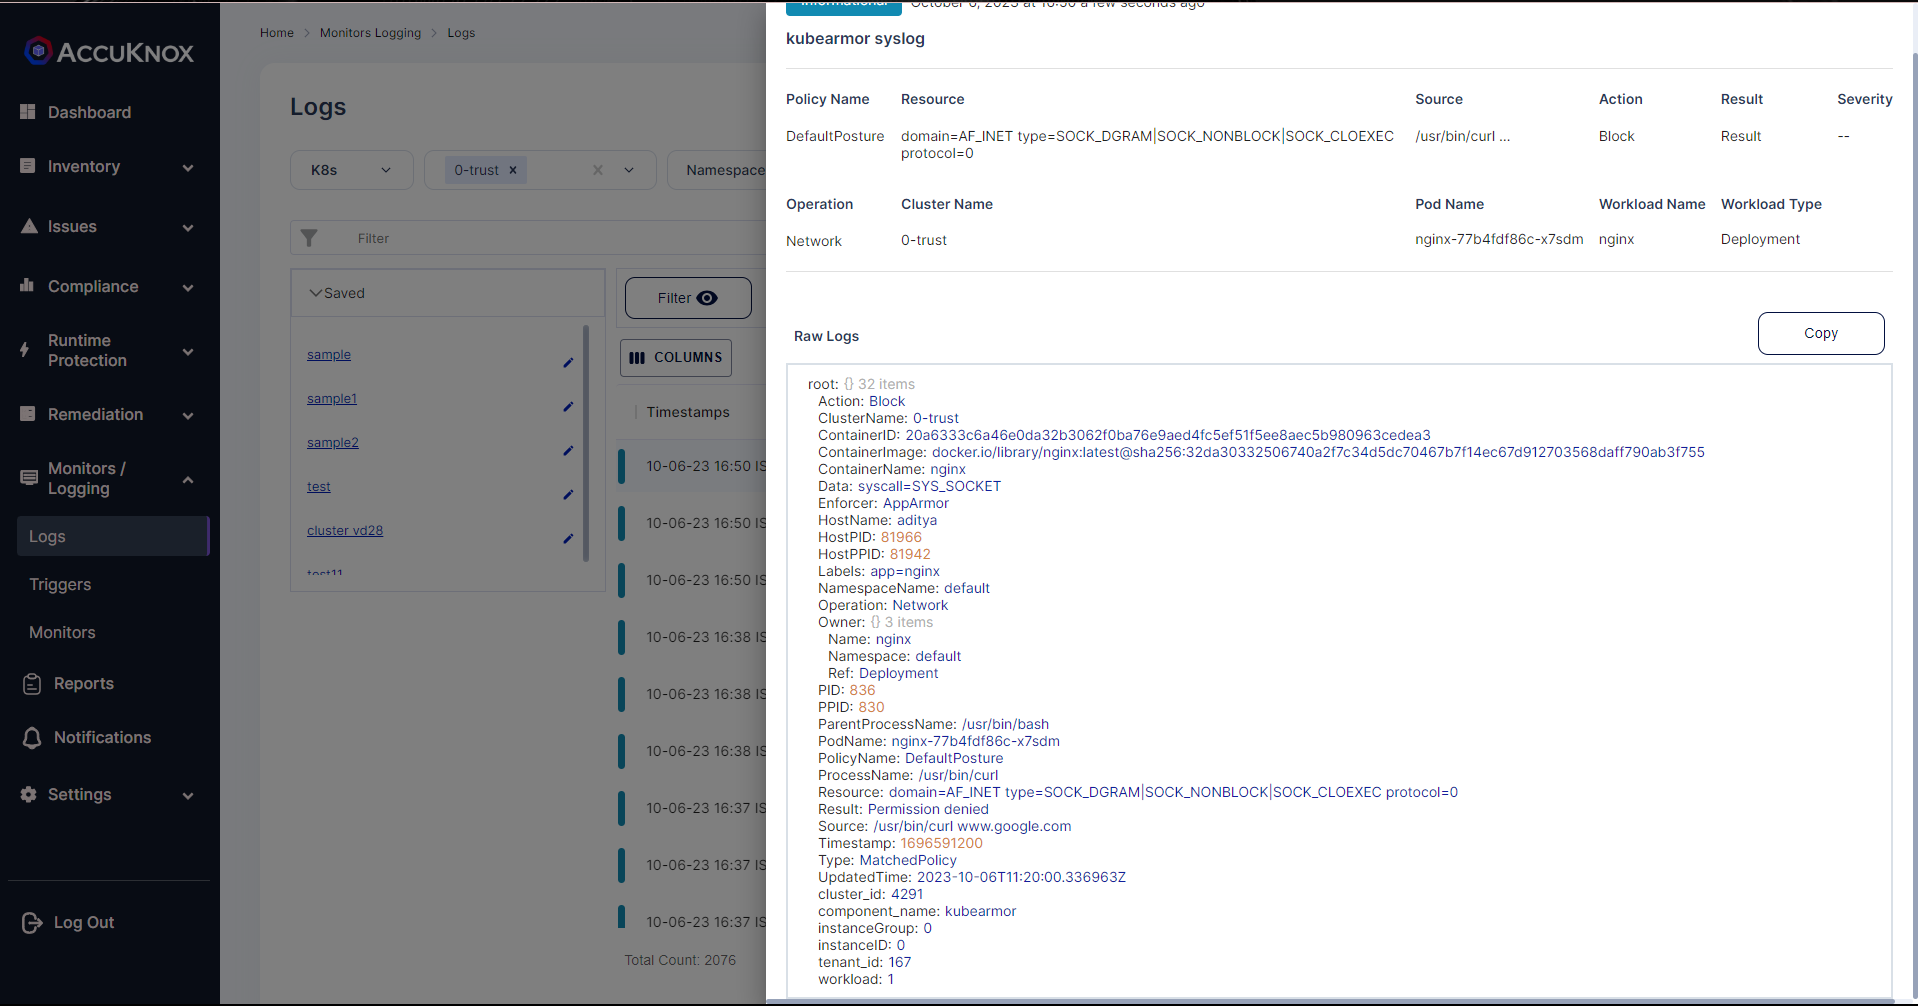 ACCUKNOX
Dashboard
Inventory
Issues
Compliance
Runtime
Protection
Remediation
Monitors /
Logging
Logs
Triggers
Monitors
Reports
Notifications
Settings
Log Out
Home > Monitors Logging > Logs
Logs
K8s
0-trust ×
Namespace
Filter
Saved
sample
sample1
sample2
test
cluster vd28
test11
Filter
COLUMNS
Timestamps
10-06-23 16:50 IS
10-06-23 16:50 IS
10-06-23 16:50 IS
10-06-23 16:38 IS
10-06-23 16:38 IS
10-06-23 16:38 IS
10-06-23 16:37 IS
10-06-23 16:37 IS
10-06-23 16:37 IS
Total Count: 2076
Informational October 6, 2023 at 16:50 a few seconds ago
kubearmor syslog
Policy Name Resource Source Action Result Severity
DefaultPosture domain=AF_INET type=SOCK_DGRAM|SOCK_NONBLOCK|SOCK_CLOEXEC /usr/bin/curl ... Block Result --
protocol=0
Operation Cluster Name Pod Name Workload Name Workload Type
Network 0-trust nginx-77b4fdf86c-x7sdm nginx Deployment
Raw Logs
Copy
root: {} 32 items
Action: Block
ClusterName: 0-trust
ContainerID: 20a6333c6a46e0da32b3062f0ba76e9aed4fc5ef51f5ee8aec5b980963cedea3
ContainerImage: docker.io/library/nginx:latest@sha256:32da30332506740a2f7c34d5dc70467b7f14ec67d912703568daff790ab3f755
ContainerName: nginx
Data: syscall=SYS_SOCKET
Enforcer: AppArmor
HostName: aditya
HostPID: 81966
HostPPID: 81942
Labels: app=nginx
NamespaceName: default
Operation: Network
Owner: {} 3 items
Name: nginx
Namespace: default
Ref: Deployment
PID: 836
PPID: 830
ParentProcessName: /usr/bin/bash
PodName: nginx-77b4fdf86c-x7sdm
PolicyName: DefaultPosture
ProcessName: /usr/bin/curl
Resource: domain=AF_INET type=SOCK_DGRAM|SOCK_NONBLOCK|SOCK_CLOEXEC protocol=0
Result: Permission denied
Source: /usr/bin/curl www.google.com
Timestamp: 1696591200
Type: MatchedPolicy
UpdatedTime: 2023-10-06T11:20:00.336963Z
cluster_id: 4291
component_name: kubearmor
instanceGroup: 0
instanceID: 0
tenant_id: 167
workload: 1